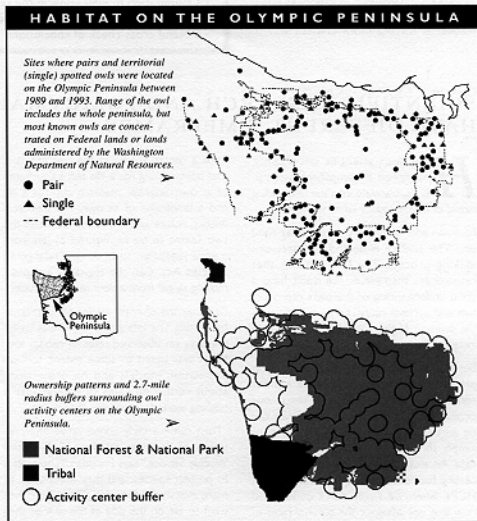 HABITAT ON THE OLYMPIC PENINSULA
Sites where pairs and territorial
(single) spotted owls were located
on the Olympic Peninsula between
1989 and 1993. Range of the owl
includes the whole peninsula, but
most known owls are concen-
trated on Federal lands or lands
administered by the Washington
Department of Natural Resources.
Pair
Single
Federal boundary
Olympic
Peninsula
Ownership patterns and 2.7-mile
radius buffers surrounding owl
activity centers on the Olympic
Peninsula.
National Forest & National Park
Tribal
Activity center buffer